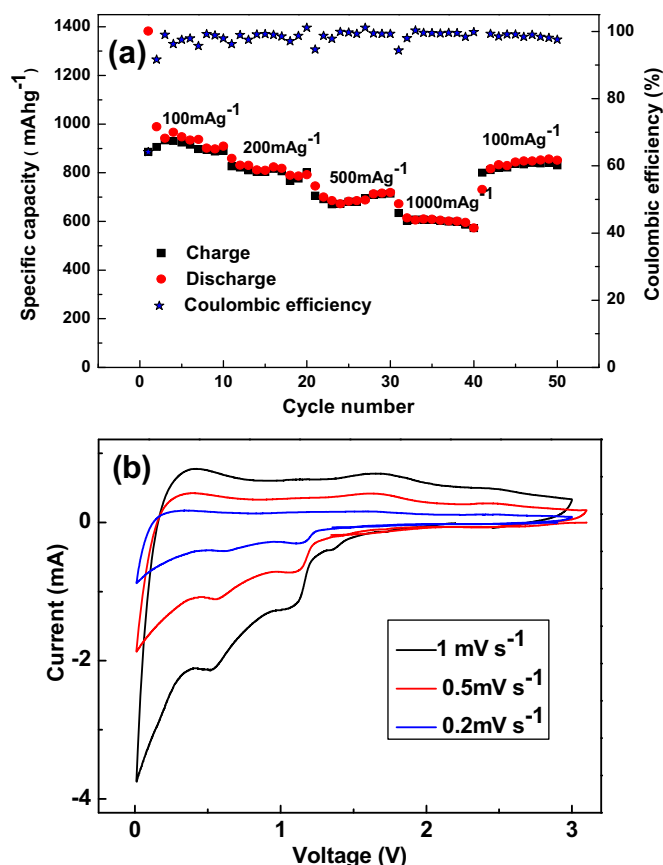 (a)
Specific capacity ( mAhg-1)
1400
1200
1000
800
600
400
200
0
100mAg-1
200mAg-1
500mAg-1
1000mAg-1
100mAg-1
Charge
Discharge
Coulombic efficiency
100
80
60
40
20
0
Coulombic efficiency (%)
0 10 20 30 40 50
Cycle number
(b)
Current (mA)
0
-2
-4
1 mV s-1
0.5mV s-1
0.2mV s-1
0 1 2 3
Voltage (V)